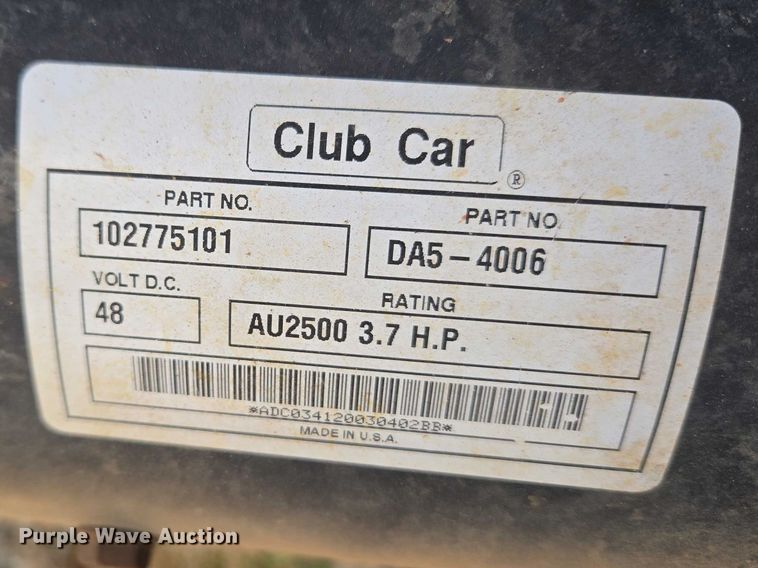 Club Car ®
PART NO. PART NO.
102775101 DA5-4006
VOLT D.C. RATING
48 AU2500 3.7 H.P.
*ADC034120030402BB*
MADE IN U.S.A.
Purple Wave Auction